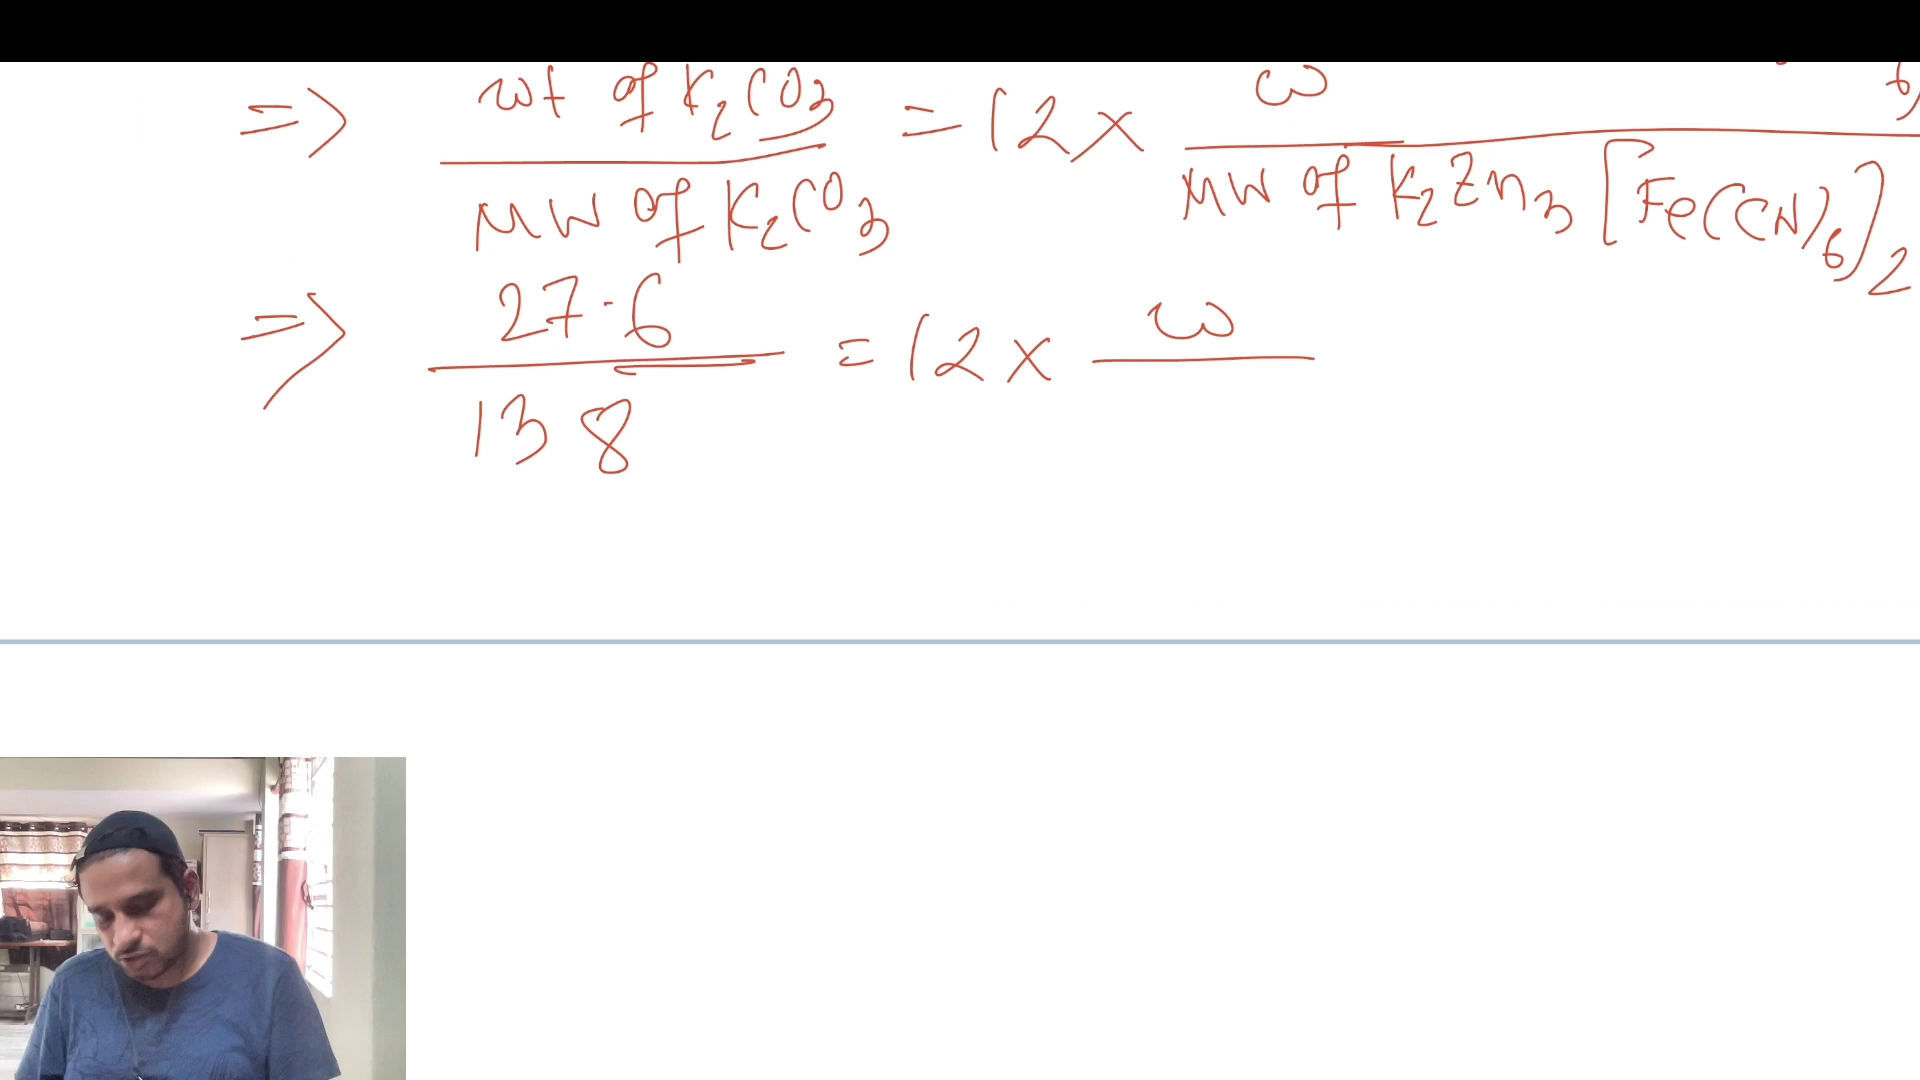 => wt of K2CO3 / MW of K2CO3 = 12 x w / MW of K2Zn3[Fe(CN)6]2
=> 27.6 / 138 = 12 x w /